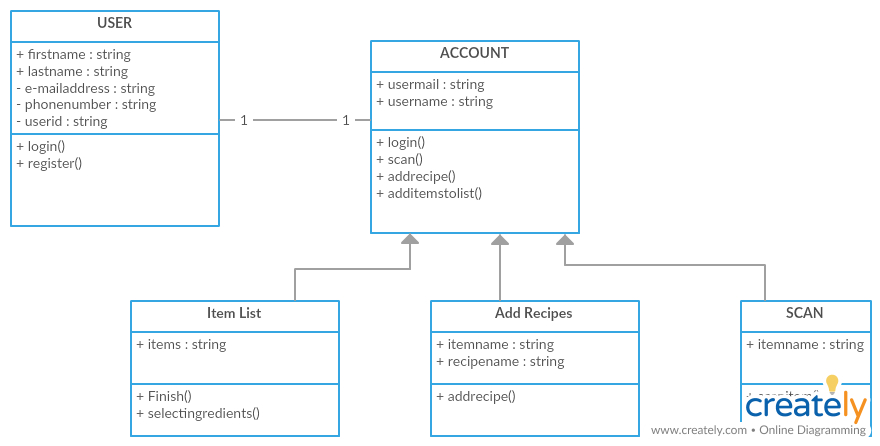 USER
+ firstname : string
+ lastname : string
- e-mailaddress : string
- phonenumber : string
- userid : string
+ login()
+ register()
1
1
ACCOUNT
+ usermail : string
+ username : string
+ login()
+ scan()
+ addrecipe()
+ additemstolist()
Item List
+ items : string
+ Finish()
+ selectingredients()
Add Recipes
+ itemname : string
+ recipename : string
+ addrecipe()
SCAN
+ itemname : string
creately
www.creately.com • Online Diagramming